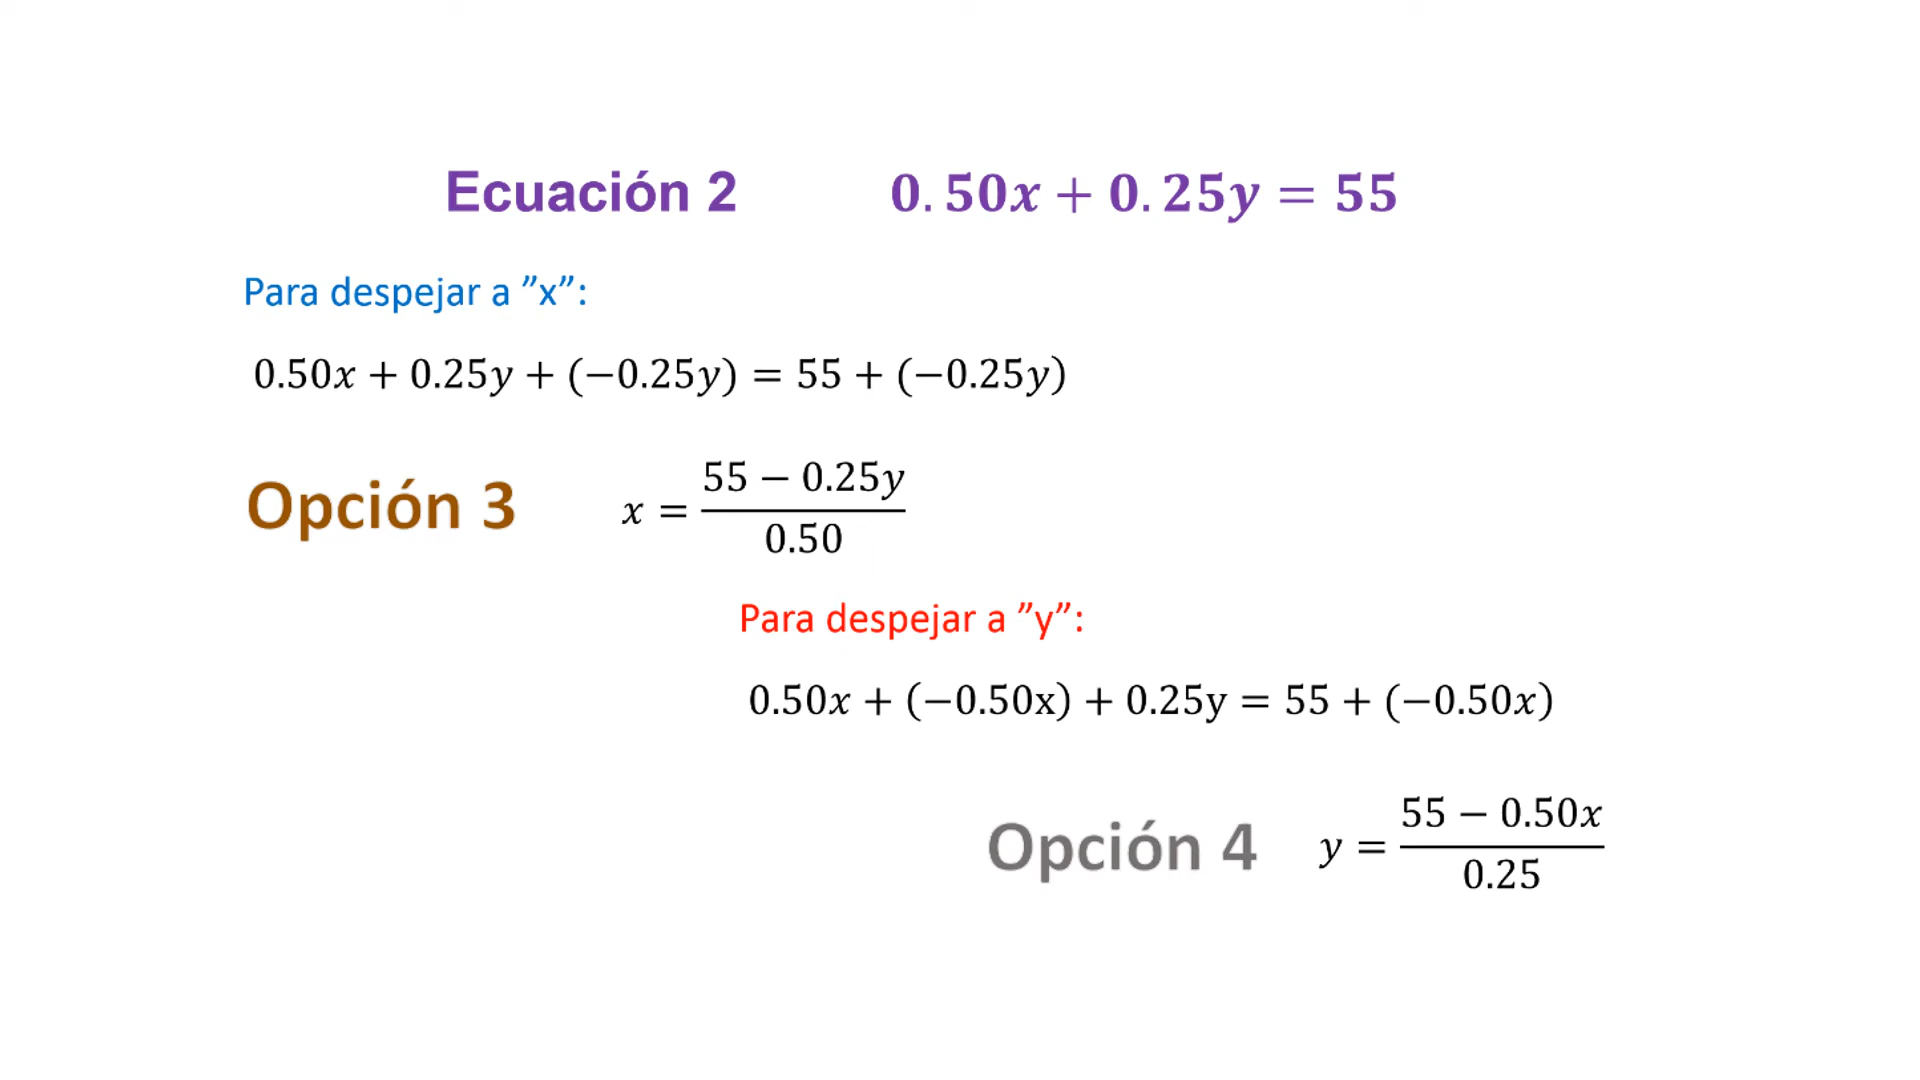 Ecuación 2 0.50x + 0.25y = 55
Para despejar a ”x”:
0.50x + 0.25y + (−0.25y) = 55 + (−0.25y)
Opción 3 x = \frac{55 − 0.25y}{0.50}
Para despejar a ”y”:
0.50x + (−0.50x) + 0.25y = 55 + (−0.50x)
Opción 4 y = \frac{55 − 0.50x}{0.25}